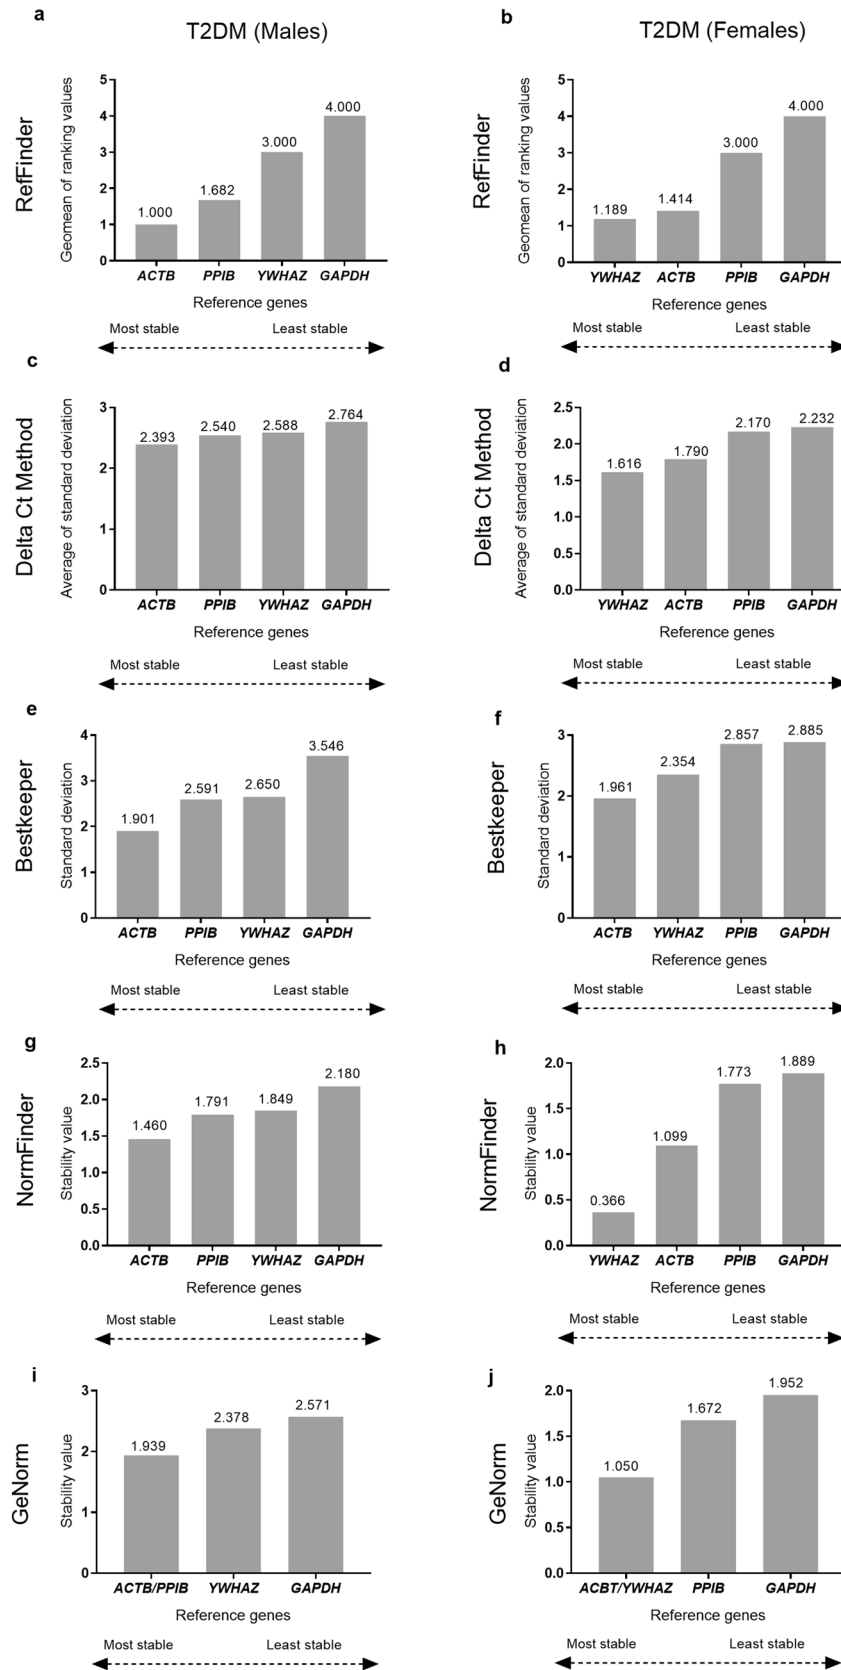 a
T2DM (Males)
RefFinder
Geomean of ranking values
5
4
3
2
1
0
1.000
1.682
3.000
4.000
ACTB PPIB YWHAZ GAPDH
Reference genes
Most stable Least stable
b
T2DM (Females)
RefFinder
Geomean of ranking values
5
4
3
2
1
0
1.189
1.414
3.000
4.000
YWHAZ ACTB PPIB GAPDH
Reference genes
Most stable Least stable
c
Delta Ct Method
Average of standard deviation
3
2
1
0
2.393
2.540
2.588
2.764
ACTB PPIB YWHAZ GAPDH
Reference genes
Most stable Least stable
d
Delta Ct Method
Average of standard deviation
2.5
2.0
1.5
1.0
0.5
0.0
1.616
1.790
2.170
2.232
YWHAZ ACTB PPIB GAPDH
Reference genes
Most stable Least stable
e
Bestkeeper
Standard deviation
4
3
2
1
0
1.901
2.591
2.650
3.546
ACTB PPIB YWHAZ GAPDH
Reference genes
Most stable Least stable
f
Bestkeeper
Standard deviation
3
2
1
0
1.961
2.354
2.857
2.885
ACTB YWHAZ PPIB GAPDH
Reference genes
Most stable Least stable
g
NormFinder
Stability value
2.5
2.0
1.5
1.0
0.5
0.0
1.460
1.791
1.849
2.180
ACTB PPIB YWHAZ GAPDH
Reference genes
Most stable Least stable
h
NormFinder
Stability value
2.0
1.5
1.0
0.5
0.0
0.366
1.099
1.773
1.889
YWHAZ ACTB PPIB GAPDH
Reference genes
Most stable Least stable
i
GeNorm
Stability value
3
2
1
0
1.939
2.378
2.571
ACTB/PPIB YWHAZ GAPDH
Reference genes
Most stable Least stable
j
GeNorm
Stability value
2.0
1.5
1.0
0.5
0.0
1.050
1.672
1.952
ACBT/YWHAZ PPIB GAPDH
Reference genes
Most stable Least stable